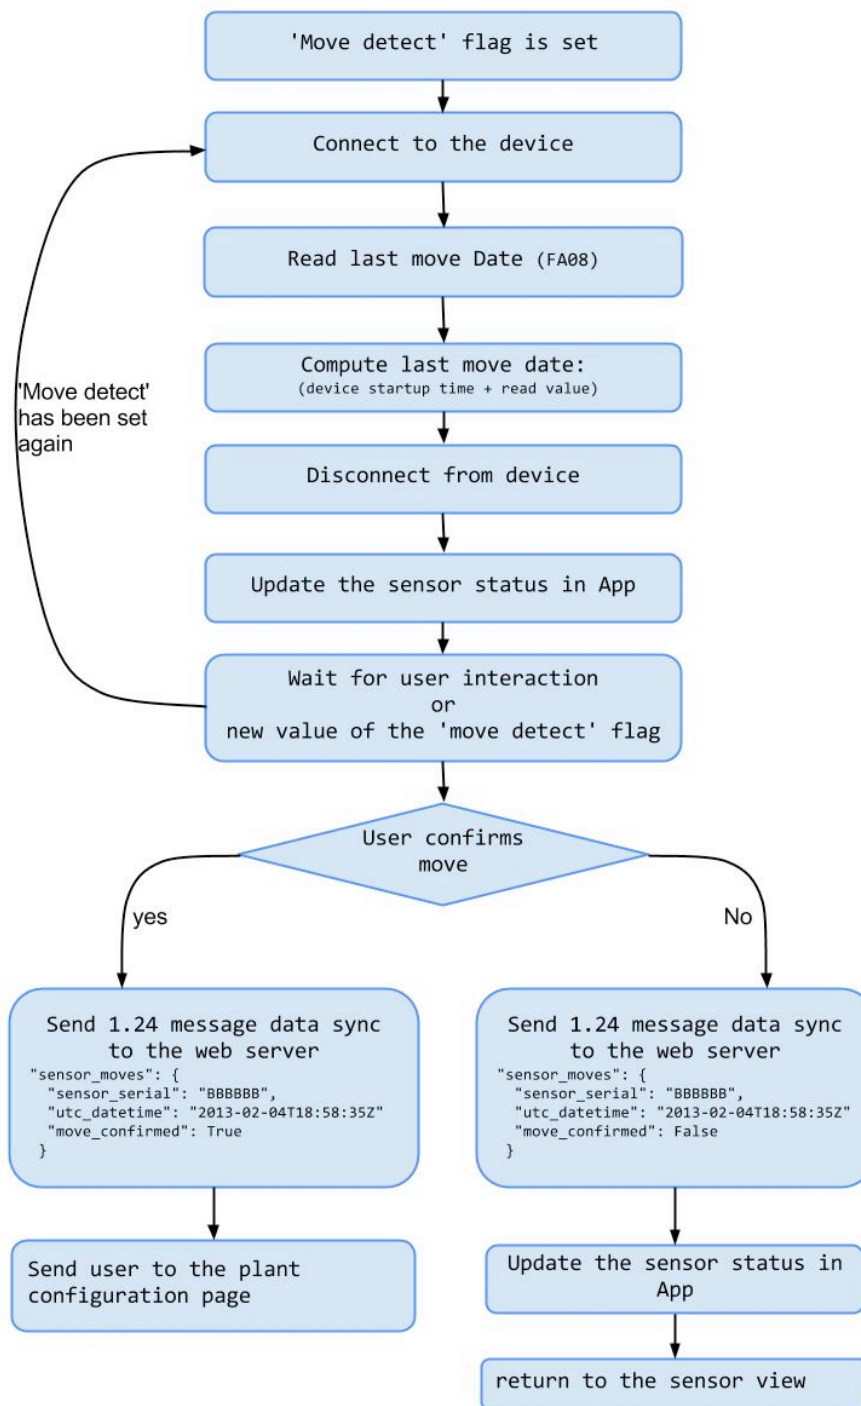 'Move detect' flag is set
Connect to the device
Read last move Date (FA08)
Compute last move date:
(device startup time + read value)
'Move detect'
has been set
again
Disconnect from device
Update the sensor status in App
Wait for user interaction
or
new value of the 'move detect' flag
User confirms
move
yes
No
Send 1.24 message data sync
to the web server
"sensor_moves": {
"sensor_serial": "BBBBBB",
"utc_datetime": "2013-02-04T18:58:35Z"
"move_confirmed": True
}
Send 1.24 message data sync
to the web server
"sensor_moves": {
"sensor_serial": "BBBBBB",
"utc_datetime": "2013-02-04T18:58:35Z"
"move_confirmed": False
}
Send user to the plant
configuration page
Update the sensor status in
App
return to the sensor view